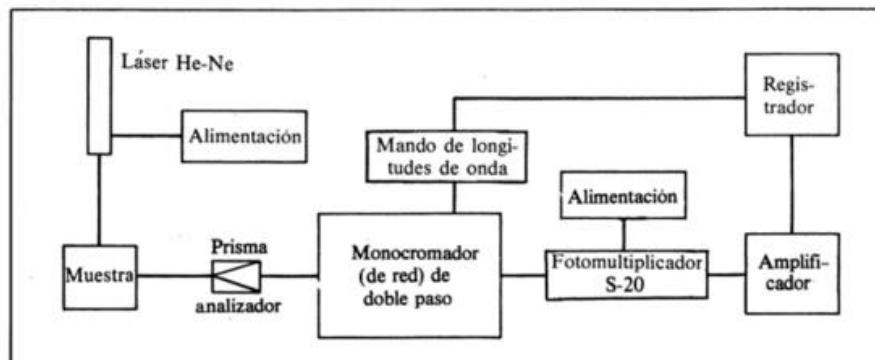 Láser He-Ne
Alimentación
Muestra
Prisma
analizador
Monocromador
(de red) de
doble paso
Mando de longi-
tudes de onda
Alimentación
Fotomultiplicador
S-20
Amplifi-
cador
Regis-
trador